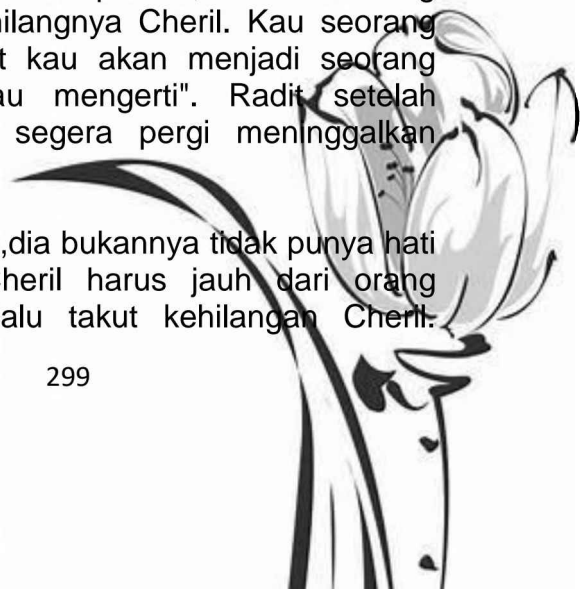 ilangnya Cheril. Kau seorang
t kau akan menjadi seorang
au mengerti". Radit setelah
segera pergi meninggalkan
,dia bukannya tidak punya hati
Cheril harus jauh dari orang
alu takut kehilangan Cheril.
299